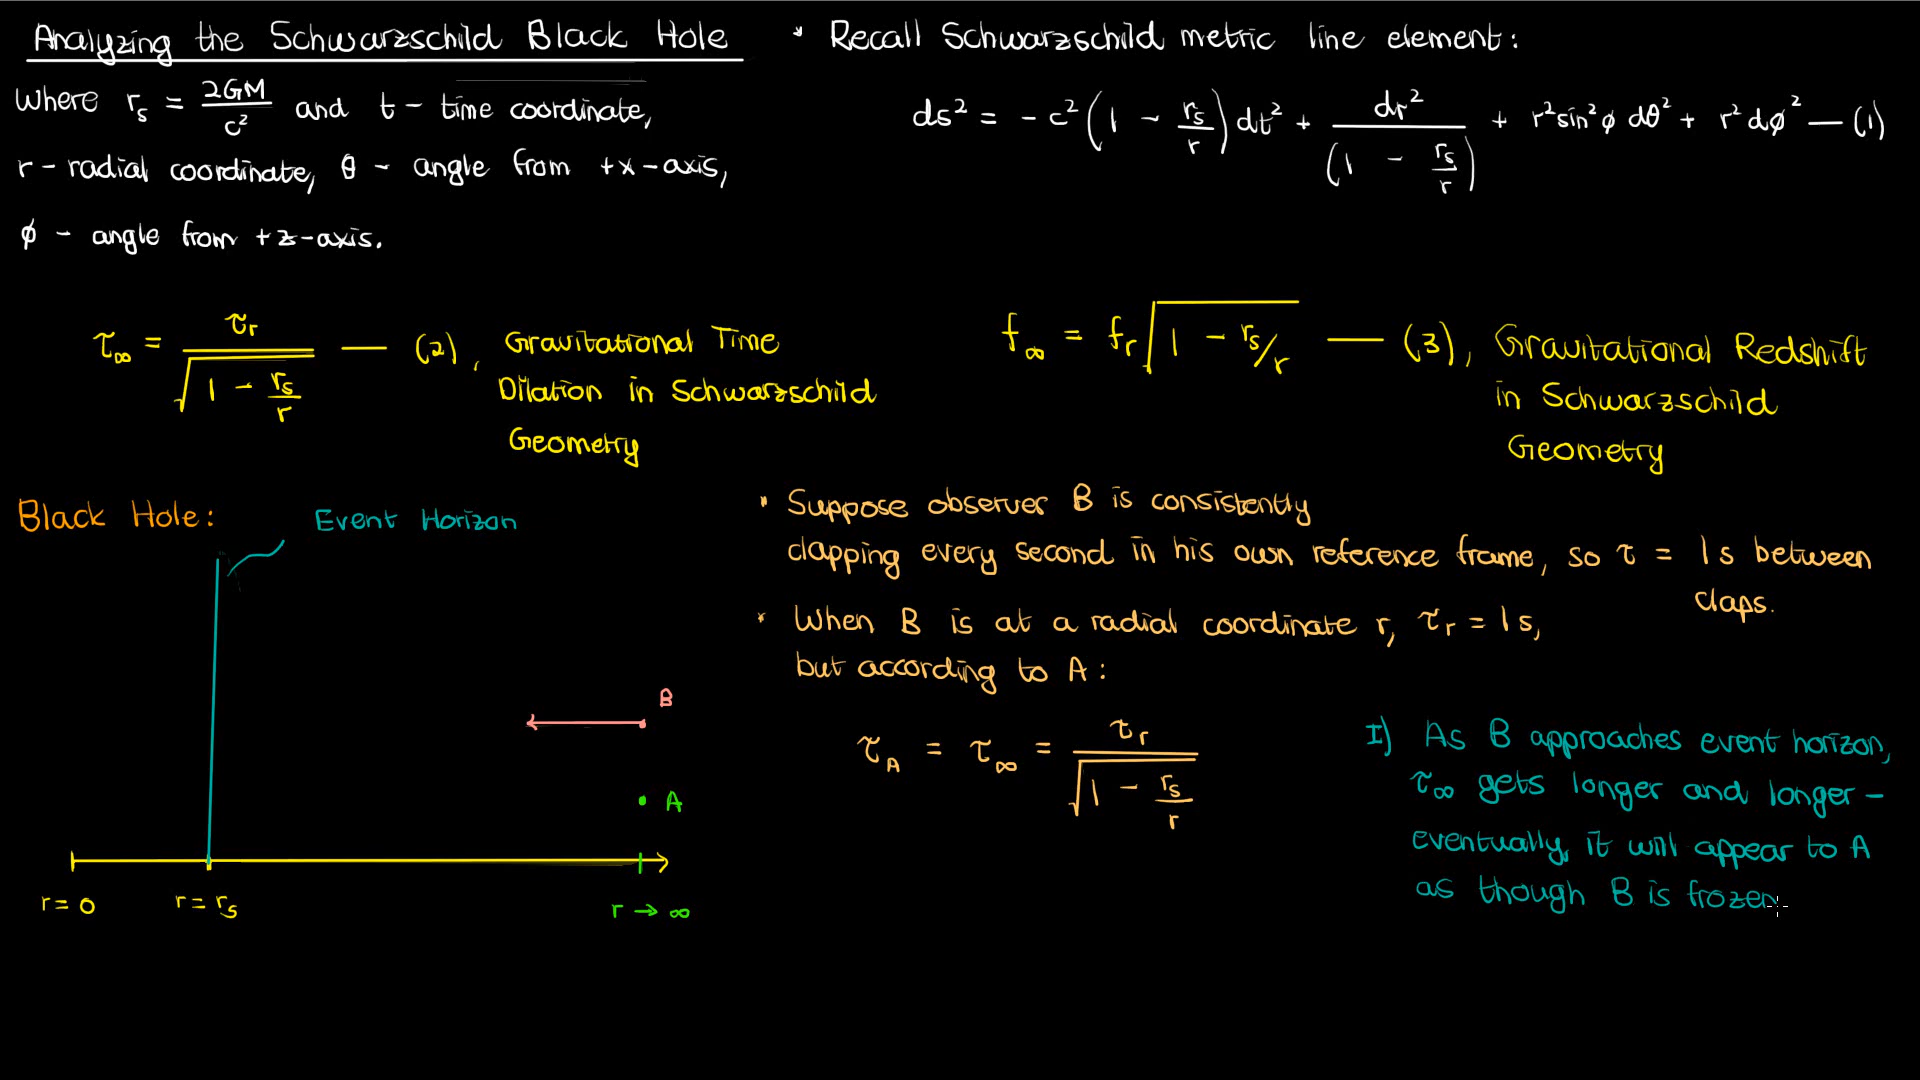 Analyzing the Schwarzschild Black Hole
where r_s = 2GM/c² and t - time coordinate,
r - radial coordinate, θ - angle from +x-axis,
ϕ - angle from +z-axis.
* Recall Schwarzschild metric line element:
ds² = -c²(1 - r_s/r)dt² + dr²/(1 - r_s/r) + r²sin²ϕ dθ² + r²dϕ² — (1)
τ_∞ = τ_r/√(1 - r_s/r) — (2), Gravitational Time
Dilation in Schwarzschild
Geometry
f_∞ = f_r√(1 - r_s/r) — (3), Gravitational Redshift
in Schwarzschild
Geometry
Black Hole:
Event Horizon
B
A
r = 0
r = r_s
r → ∞
* Suppose observer B is consistently
clapping every second in his own reference frame, so τ = 1s between
claps.
* When B is at a radial coordinate r, τ_r = 1s,
but according to A:
τ_A = τ_∞ = τ_r/√(1 - r_s/r)
I) As B approaches event horizon,
τ_∞ gets longer and longer -
eventually, it will appear to A
as though B is frozen